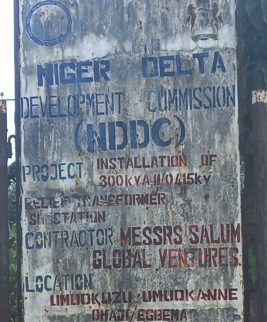 NIGER DELTA
DEVELOPMENT COMMISSION
(NDDC)
PROJECT INSTALLATION OF
300KVA-11/0.415KV
RELIEF TRANSFORMER
SUBSTATION
CONTRACTOR MESSRS SALUM
GLOBAL VENTURES.
LOCATION
UMUOKUZU-UMUOKANNE
OHAJI-EGBEMA